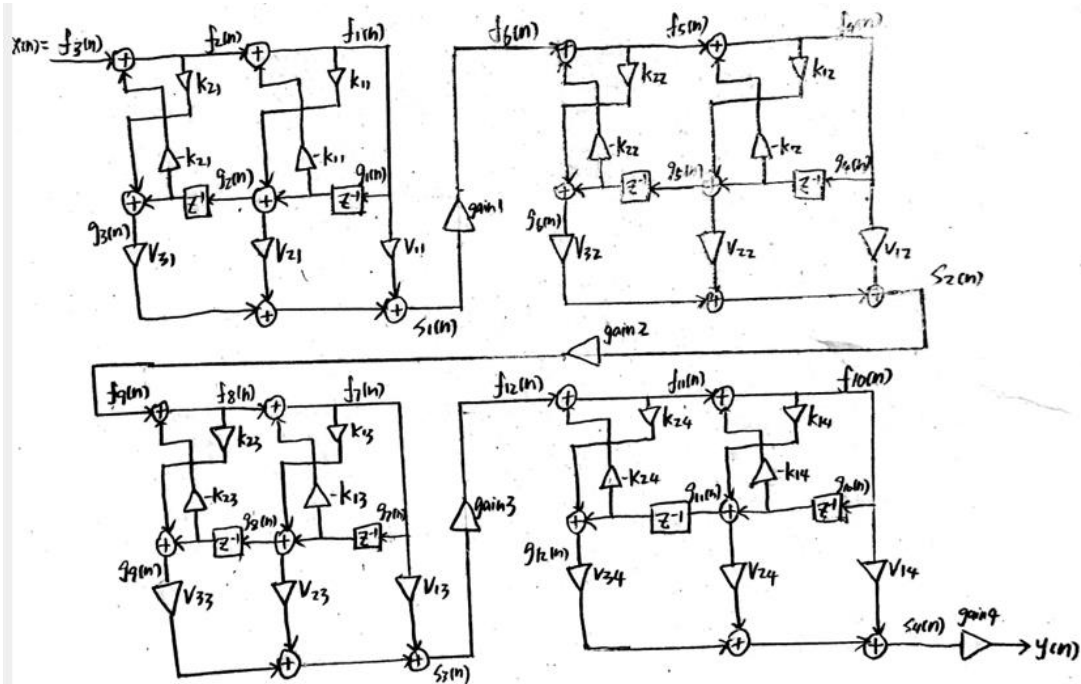 x(n)= f3(n) f2(n) f1(n) f6(n) f5(n) f4(n)
k21 k11 k22 k12
-k21 -k11 -k22 -k12
g2(n) g1(n) g5(n) g4(n)
z-1 z-1 z-1 z-1
g3(n) gain1 g6(n)
V31 V21 V11 V32 V22 V12
S1(n) S2(n)
gain2
f9(n) f8(n) f7(n) f12(n) f11(n) f10(n)
k23 k13 k24 k14
-k23 -k13 gain3 -k24 -k14
g8(n) g7(n) g11(n) g10(n)
z-1 z-1 z-1 z-1
g9(n) g12(n)
V33 V23 V13 V34 V24 V14
S3(n) S4(n) gain4 y(n)